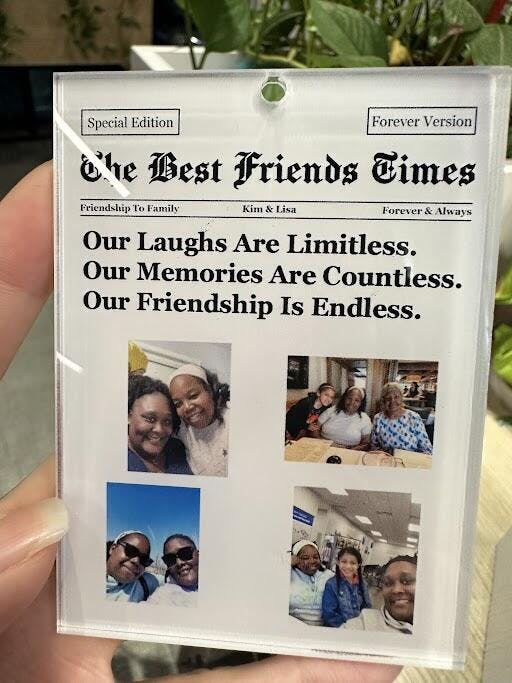 Special Edition
Forever Version
The Best Friends Times
Friendship To Family Kim & Lisa Forever & Always
Our Laughs Are Limitless.
Our Memories Are Countless.
Our Friendship Is Endless.